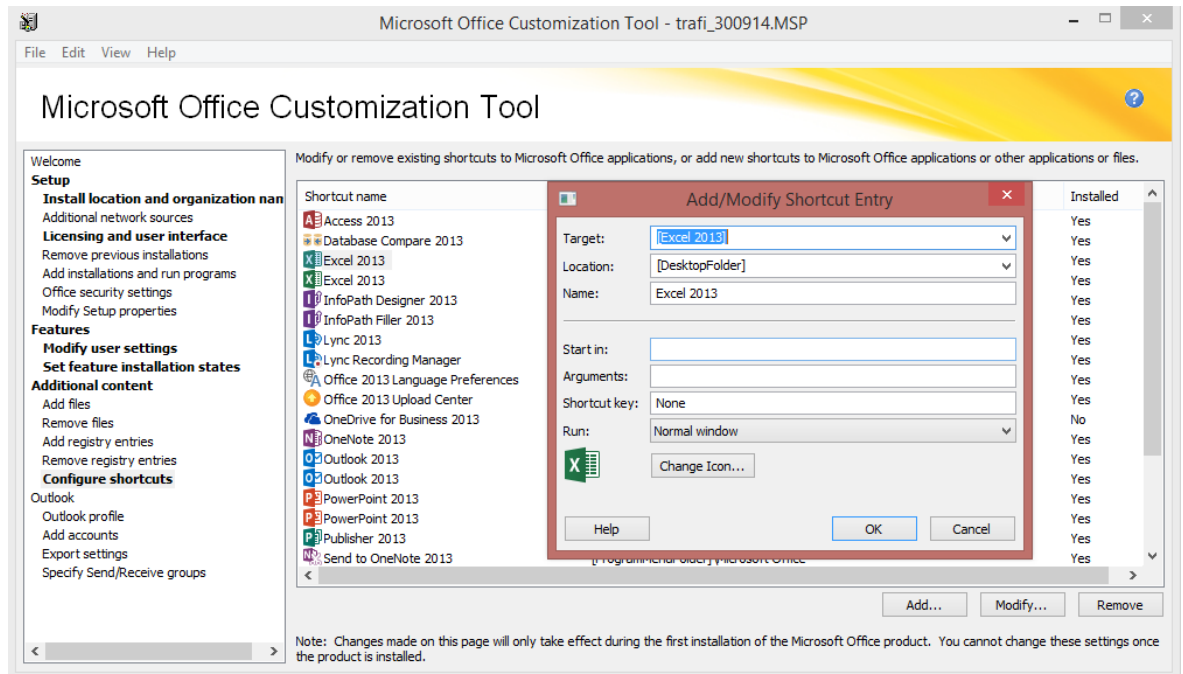 Microsoft Office Customization Tool - trafi_300914.MSP
File Edit View Help
Microsoft Office Customization Tool
Welcome
Setup
Install location and organization nan
Additional network sources
Licensing and user interface
Remove previous installations
Add installations and run programs
Office security settings
Modify Setup properties
Features
Modify user settings
Set feature installation states
Additional content
Add files
Remove files
Add registry entries
Remove registry entries
Configure shortcuts
Outlook
Outlook profile
Add accounts
Export settings
Specify Send/Receive groups
Modify or remove existing shortcuts to Microsoft Office applications, or add new shortcuts to Microsoft Office applications or other applications or files.
Shortcut name Installed
Access 2013 Yes
Database Compare 2013 Yes
Excel 2013 Yes
Excel 2013 Yes
InfoPath Designer 2013 Yes
InfoPath Filler 2013 Yes
Lync 2013 Yes
Lync Recording Manager Yes
Office 2013 Language Preferences Yes
Office 2013 Upload Center Yes
OneDrive for Business 2013 No
OneNote 2013 Yes
Outlook 2013 Yes
Outlook 2013 Yes
PowerPoint 2013 Yes
PowerPoint 2013 Yes
Publisher 2013 Yes
Send to OneNote 2013 [ProgramMenuFolder]\Microsoft Office Yes
Add/Modify Shortcut Entry
Target: [Excel 2013]
Location: [DesktopFolder]
Name: Excel 2013
Start in:
Arguments:
Shortcut key: None
Run: Normal window
Change Icon...
Help OK Cancel
Add... Modify... Remove
Note: Changes made on this page will only take effect during the first installation of the Microsoft Office product. You cannot change these settings once
the product is installed.